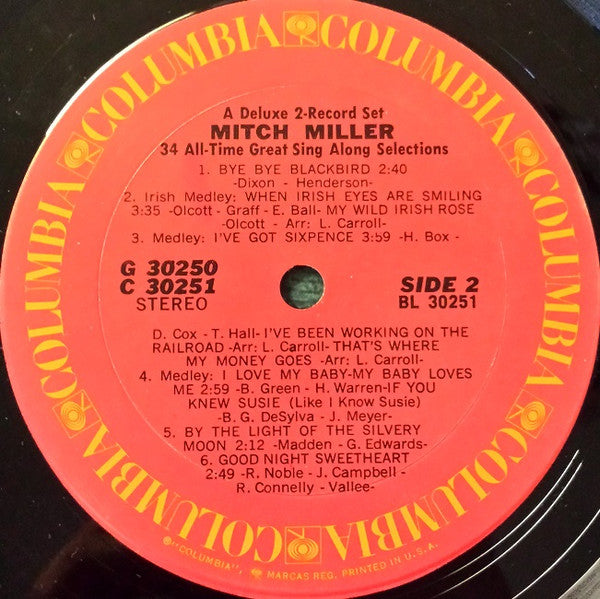 COLUMBIA COLUMBIA COLUMBIA COLUMBIA COLUMBIA COLUMBIA
A Deluxe 2-Record Set
MITCH MILLER
34 All-Time Great Sing Along Selections
1. BYE BYE BLACKBIRD 2:40
-Dixon - Henderson-
2. Irish Medley: WHEN IRISH EYES ARE SMILING
3:35 -Olcott - Graff - E. Ball- MY WILD IRISH ROSE
-Olcott - Arr: L. Carroll-
3. Medley: I'VE GOT SIXPENCE 3:59 -H. Box -
G 30250
C 30251
STEREO
SIDE 2
BL 30251
D. Cox - T. Hall- I'VE BEEN WORKING ON THE
RAILROAD -Arr: L. Carroll- THAT'S WHERE
MY MONEY GOES -Arr: L. Carroll-
4. Medley: I LOVE MY BABY-MY BABY LOVES
ME 2:59 -B. Green - H. Warren-IF YOU
KNEW SUSIE (Like I Know Susie)
-B. G. DeSylva - J. Meyer-
5. BY THE LIGHT OF THE SILVERY
MOON 2:12 -Madden - G. Edwards-
6. GOOD NIGHT SWEETHEART
2:49 -R. Noble - J. Campbell -
R. Connelly - Vallee-
℗"COLUMBIA", MARCAS REG. PRINTED IN U.S.A.